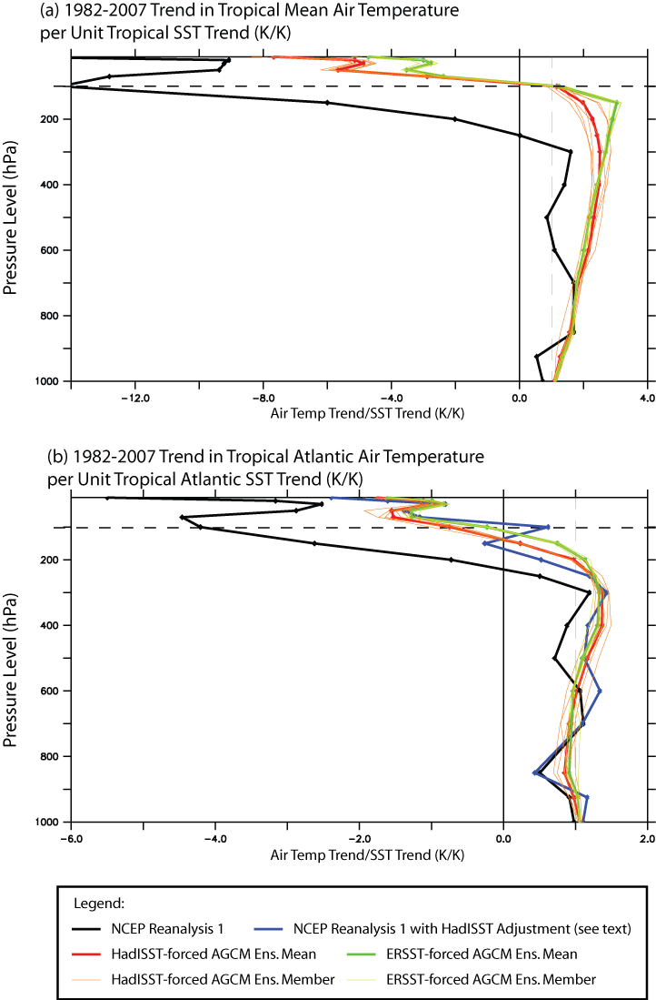 (a) 1982-2007 Trend in Tropical Mean Air Temperature
per Unit Tropical SST Trend (K/K)
Pressure Level (hPa)
200
400
600
800
1000
-12.0 -8.0 -4.0 0.0 4.0
Air Temp Trend/SST Trend (K/K)
(b) 1982-2007 Trend in Tropical Atlantic Air Temperature
per Unit Tropical Atlantic SST Trend (K/K)
Pressure Level (hPa)
200
400
600
800
1000
-6.0 -4.0 -2.0 0.0 2.0
Air Temp Trend/SST Trend (K/K)
Legend:
NCEP Reanalysis 1 NCEP Reanalysis 1 with HadISST Adjustment (see text)
HadISST-forced AGCM Ens. Mean ERSST-forced AGCM Ens. Mean
HadISST-forced AGCM Ens. Member ERSST-forced AGCM Ens. Member